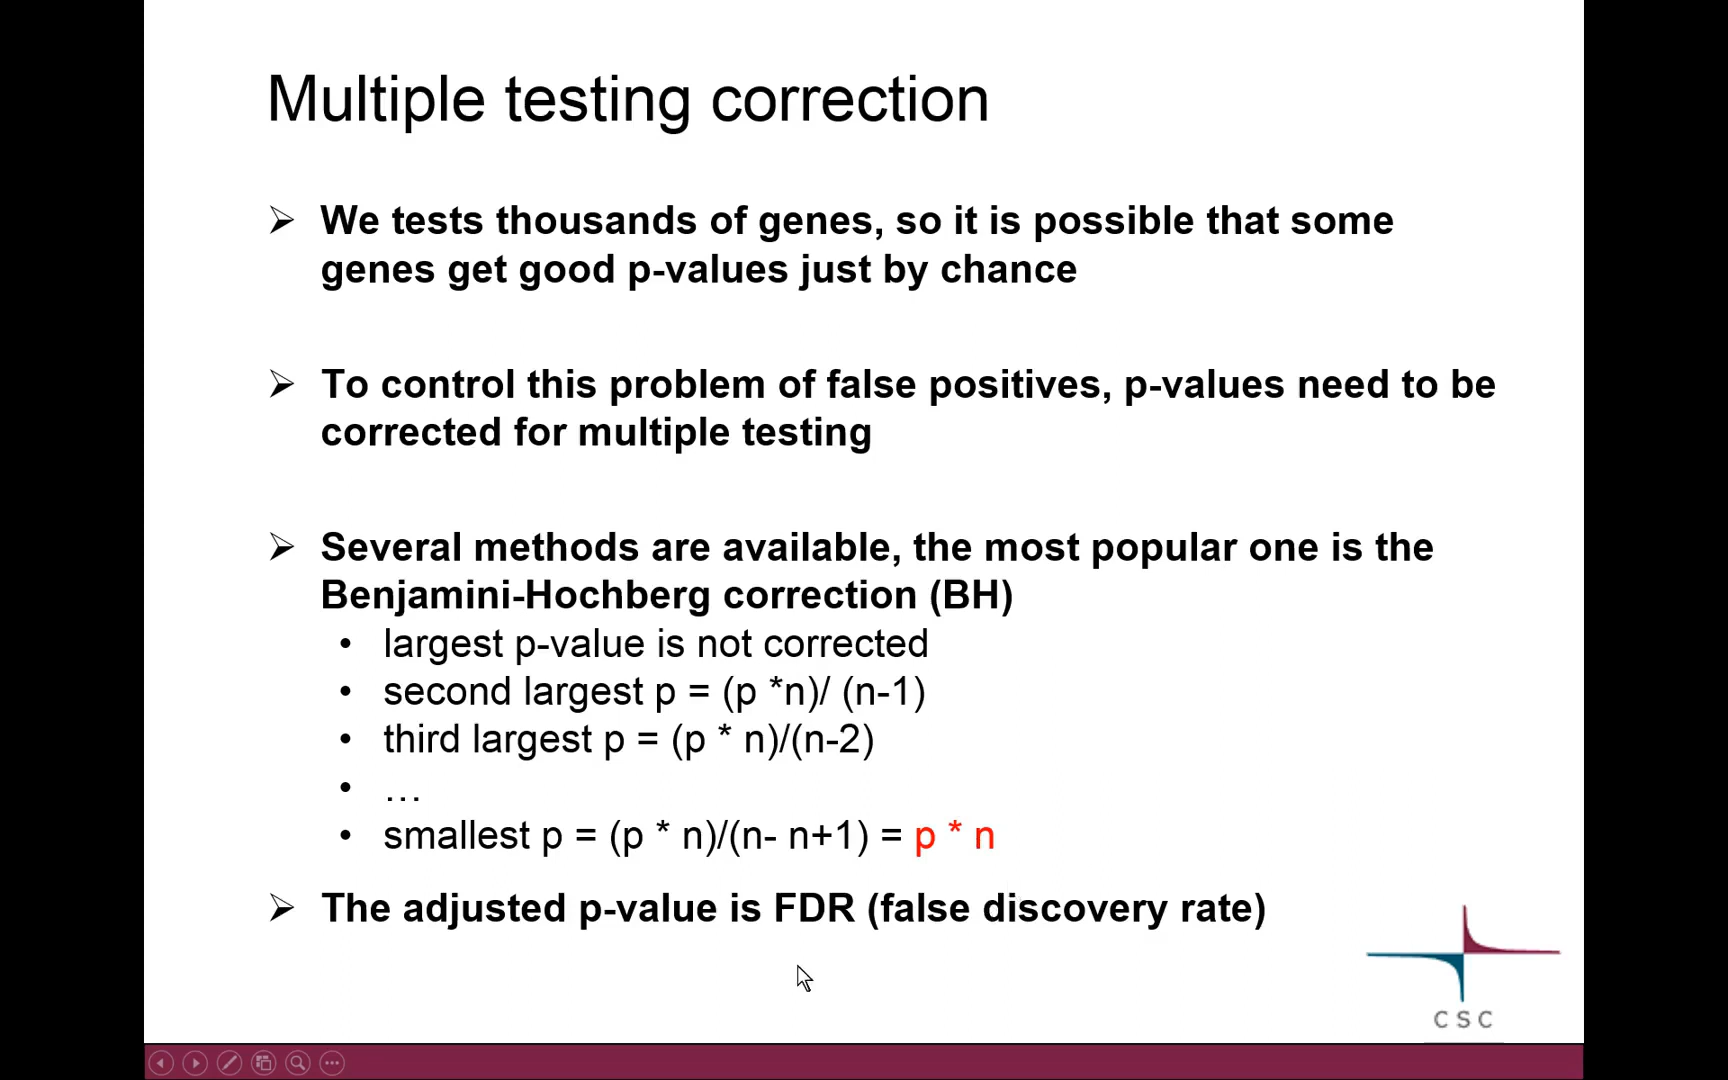 Multiple testing correction
We tests thousands of genes, so it is possible that some
genes get good p-values just by chance
To control this problem of false positives, p-values need to be
corrected for multiple testing
Several methods are available, the most popular one is the
Benjamini-Hochberg correction (BH)
• largest p-value is not corrected
• second largest p = (p *n)/ (n-1)
• third largest p = (p * n)/(n-2)
• …
• smallest p = (p * n)/(n- n+1) = p * n
The adjusted p-value is FDR (false discovery rate)
CSC